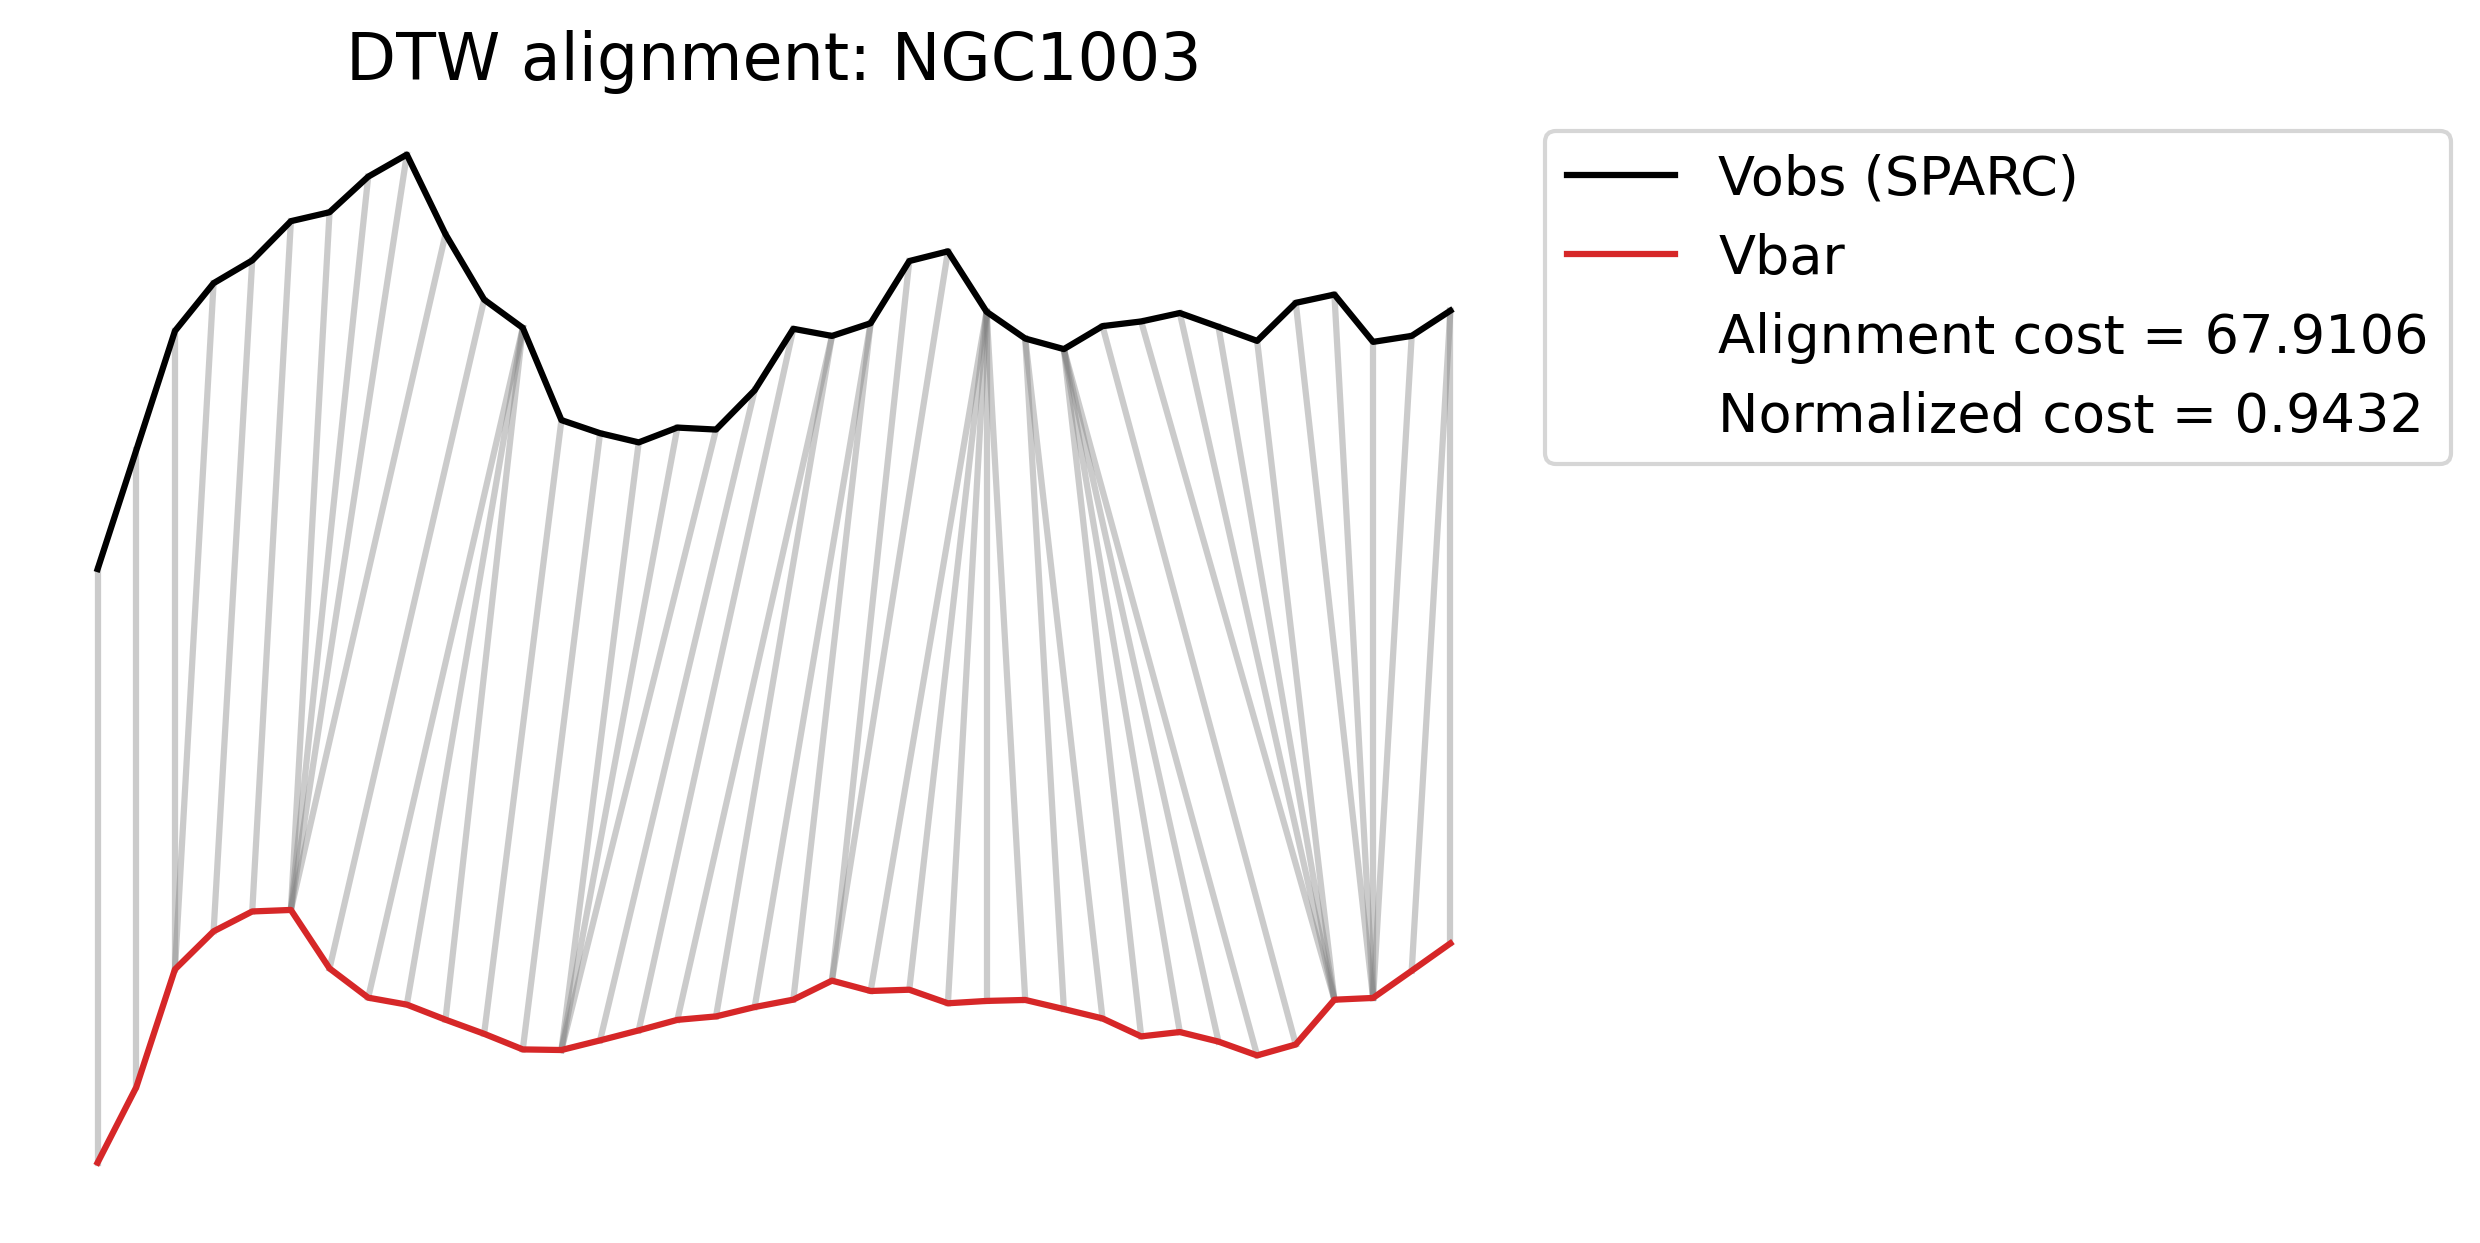 DTW alignment: NGC1003
Vobs (SPARC)
Vbar
Alignment cost = 67.9106
Normalized cost = 0.9432